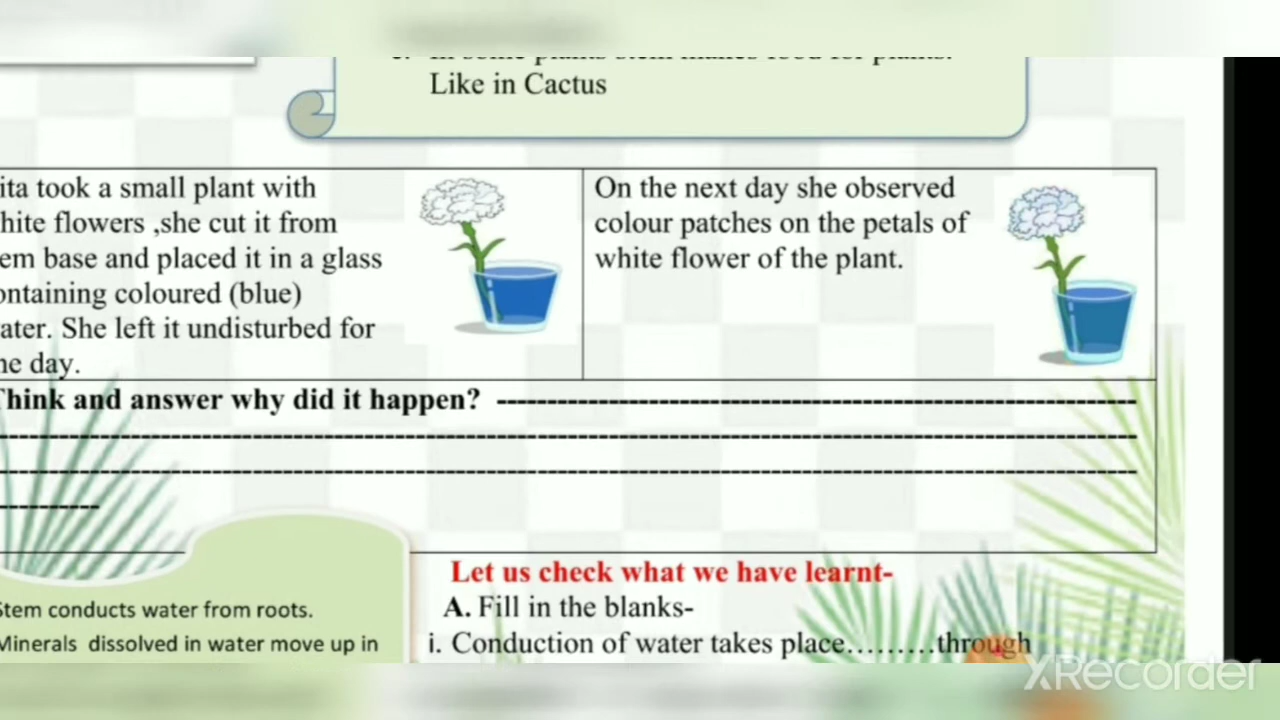 Like in Cactus
ita took a small plant with
hite flowers ,she cut it from
em base and placed it in a glass
ontaining coloured (blue)
ater. She left it undisturbed for
ne day.
On the next day she observed
colour patches on the petals of
white flower of the plant.
Think and answer why did it happen? --------------------
Let us check what we have learnt-
A. Fill in the blanks-
i. Conduction of water takes place………through
Stem conducts water from roots.
Minerals dissolved in water move up in
XRecorder